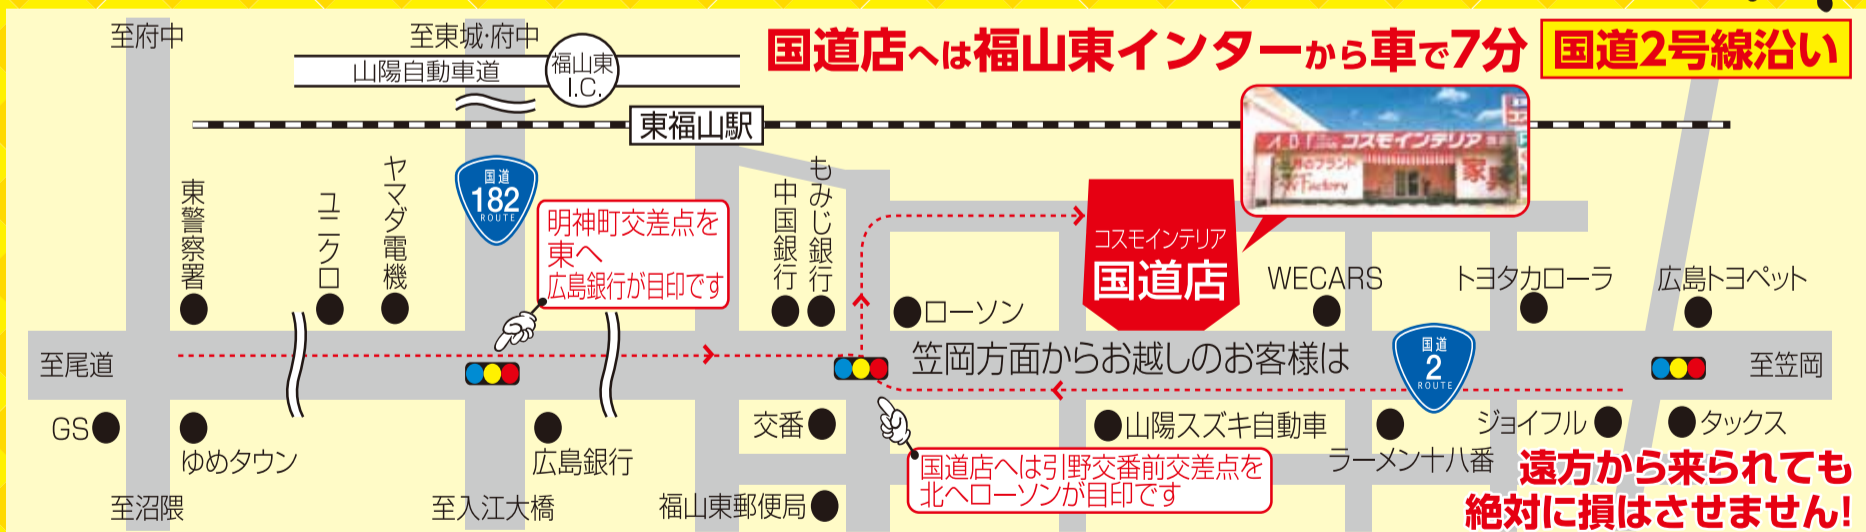 至府中
至東城・府中
山陽自動車道
福山東
I.C.
国道店へは福山東インターから車で7分
国道2号線沿い
東福山駅
コスモインテリア
家具
Factory
東警察署
ユニクロ
ヤマダ電機
国道
182
ROUTE
明神町交差点を
東へ
広島銀行が目印です
中国銀行
もみじ銀行
ローソン
コスモインテリア
国道店
WECARS
トヨタカローラ
広島トヨペット
至尾道
笠岡方面からお越しのお客様は
国道
2
ROUTE
至笠岡
GS
ゆめタウン
広島銀行
交番
山陽スズキ自動車
ラーメン十八番
ジョイフル
タックス
国道店へは引野交番前交差点を
北へローソンが目印です
至沼隈
至入江大橋
福山東郵便局
遠方から来られても
絶対に損はさせません!